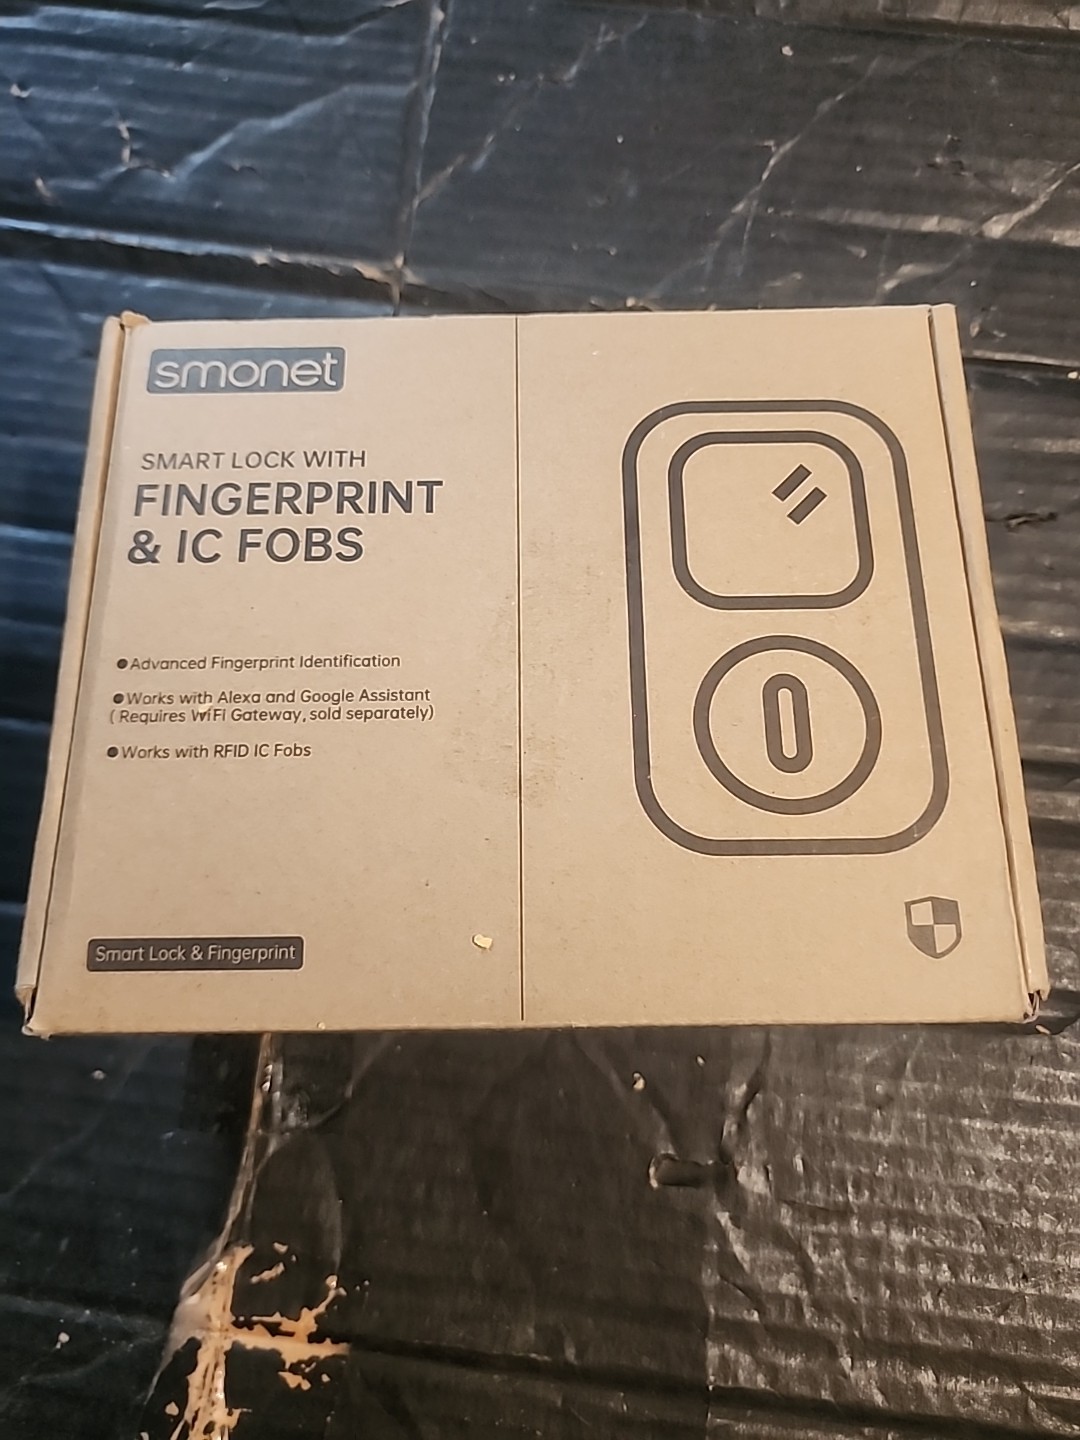 smonet
SMART LOCK WITH
FINGERPRINT
& IC FOBS
●Advanced Fingerprint Identification
●Works with Alexa and Google Assistant
( Requires WiFi Gateway, sold separately)
●Works with RFID IC Fobs
Smart Lock & Fingerprint